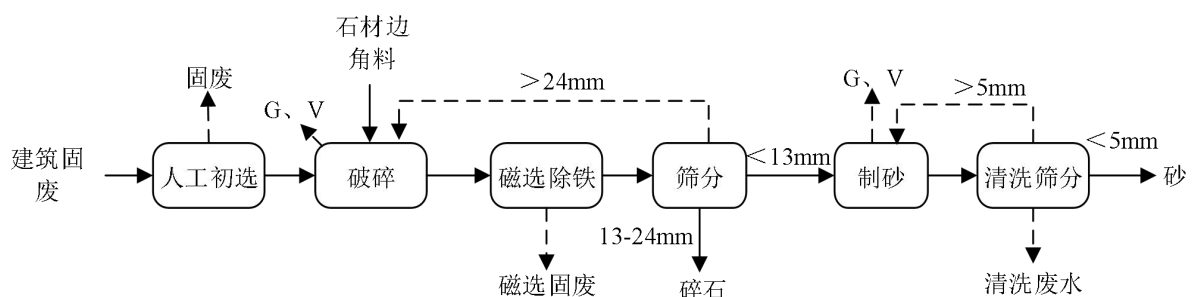 石材边
角料
固废
G、V
＞24mm
G、V
＞5mm
建筑固
废
人工初选
破碎
磁选除铁
筛分
＜13mm
制砂
清洗筛分
＜5mm
砂
13-24mm
磁选固废
碎石
清洗废水